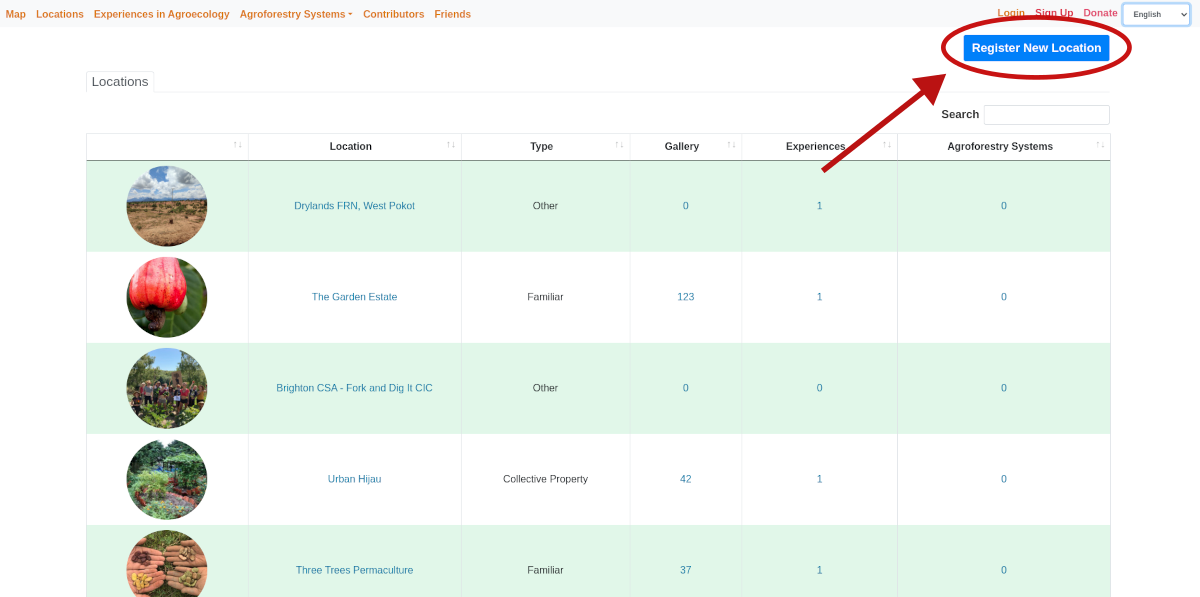 Map Locations Experiences in Agroecology Agroforestry Systems Contributors Friends Login Sign Up Donate English
Register New Location
Locations
Search
Location Type Gallery Experiences Agroforestry Systems
Drylands FRN, West Pokot Other 0 1 0
The Garden Estate Familiar 123 1 0
Brighton CSA - Fork and Dig It CIC Other 0 0 0
Urban Hijau Collective Property 42 1 0
Three Trees Permaculture Familiar 37 1 0